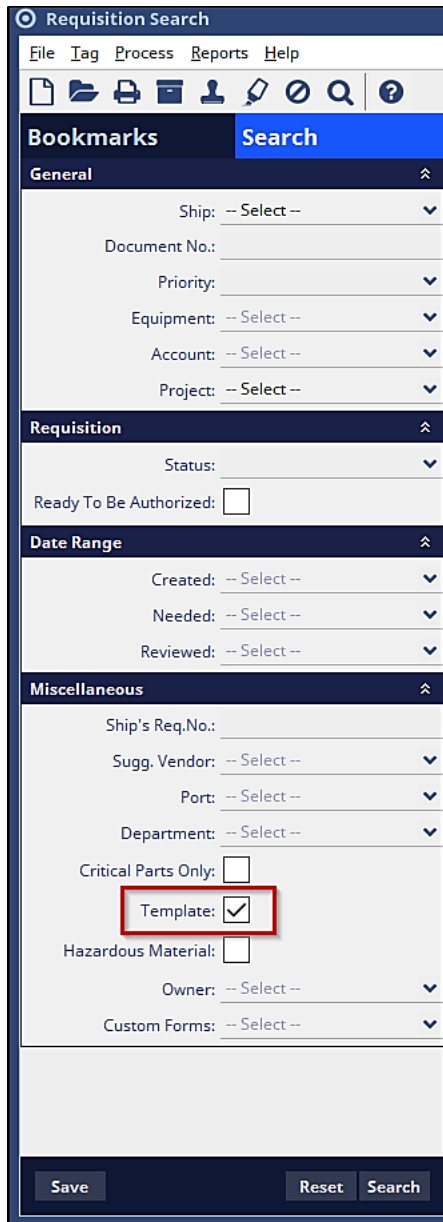 Requisition Search
File Tag Process Reports Help
Bookmarks Search
General
Ship: -- Select --
Document No.:
Priority:
Equipment: -- Select --
Account: -- Select --
Project: -- Select --
Requisition
Status:
Ready To Be Authorized:
Date Range
Created: -- Select --
Needed: -- Select --
Reviewed: -- Select --
Miscellaneous
Ship's Req.No.:
Sugg. Vendor: -- Select --
Port: -- Select --
Department: -- Select --
Critical Parts Only:
Template:
Hazardous Material:
Owner: -- Select --
Custom Forms: -- Select --
Save Reset Search